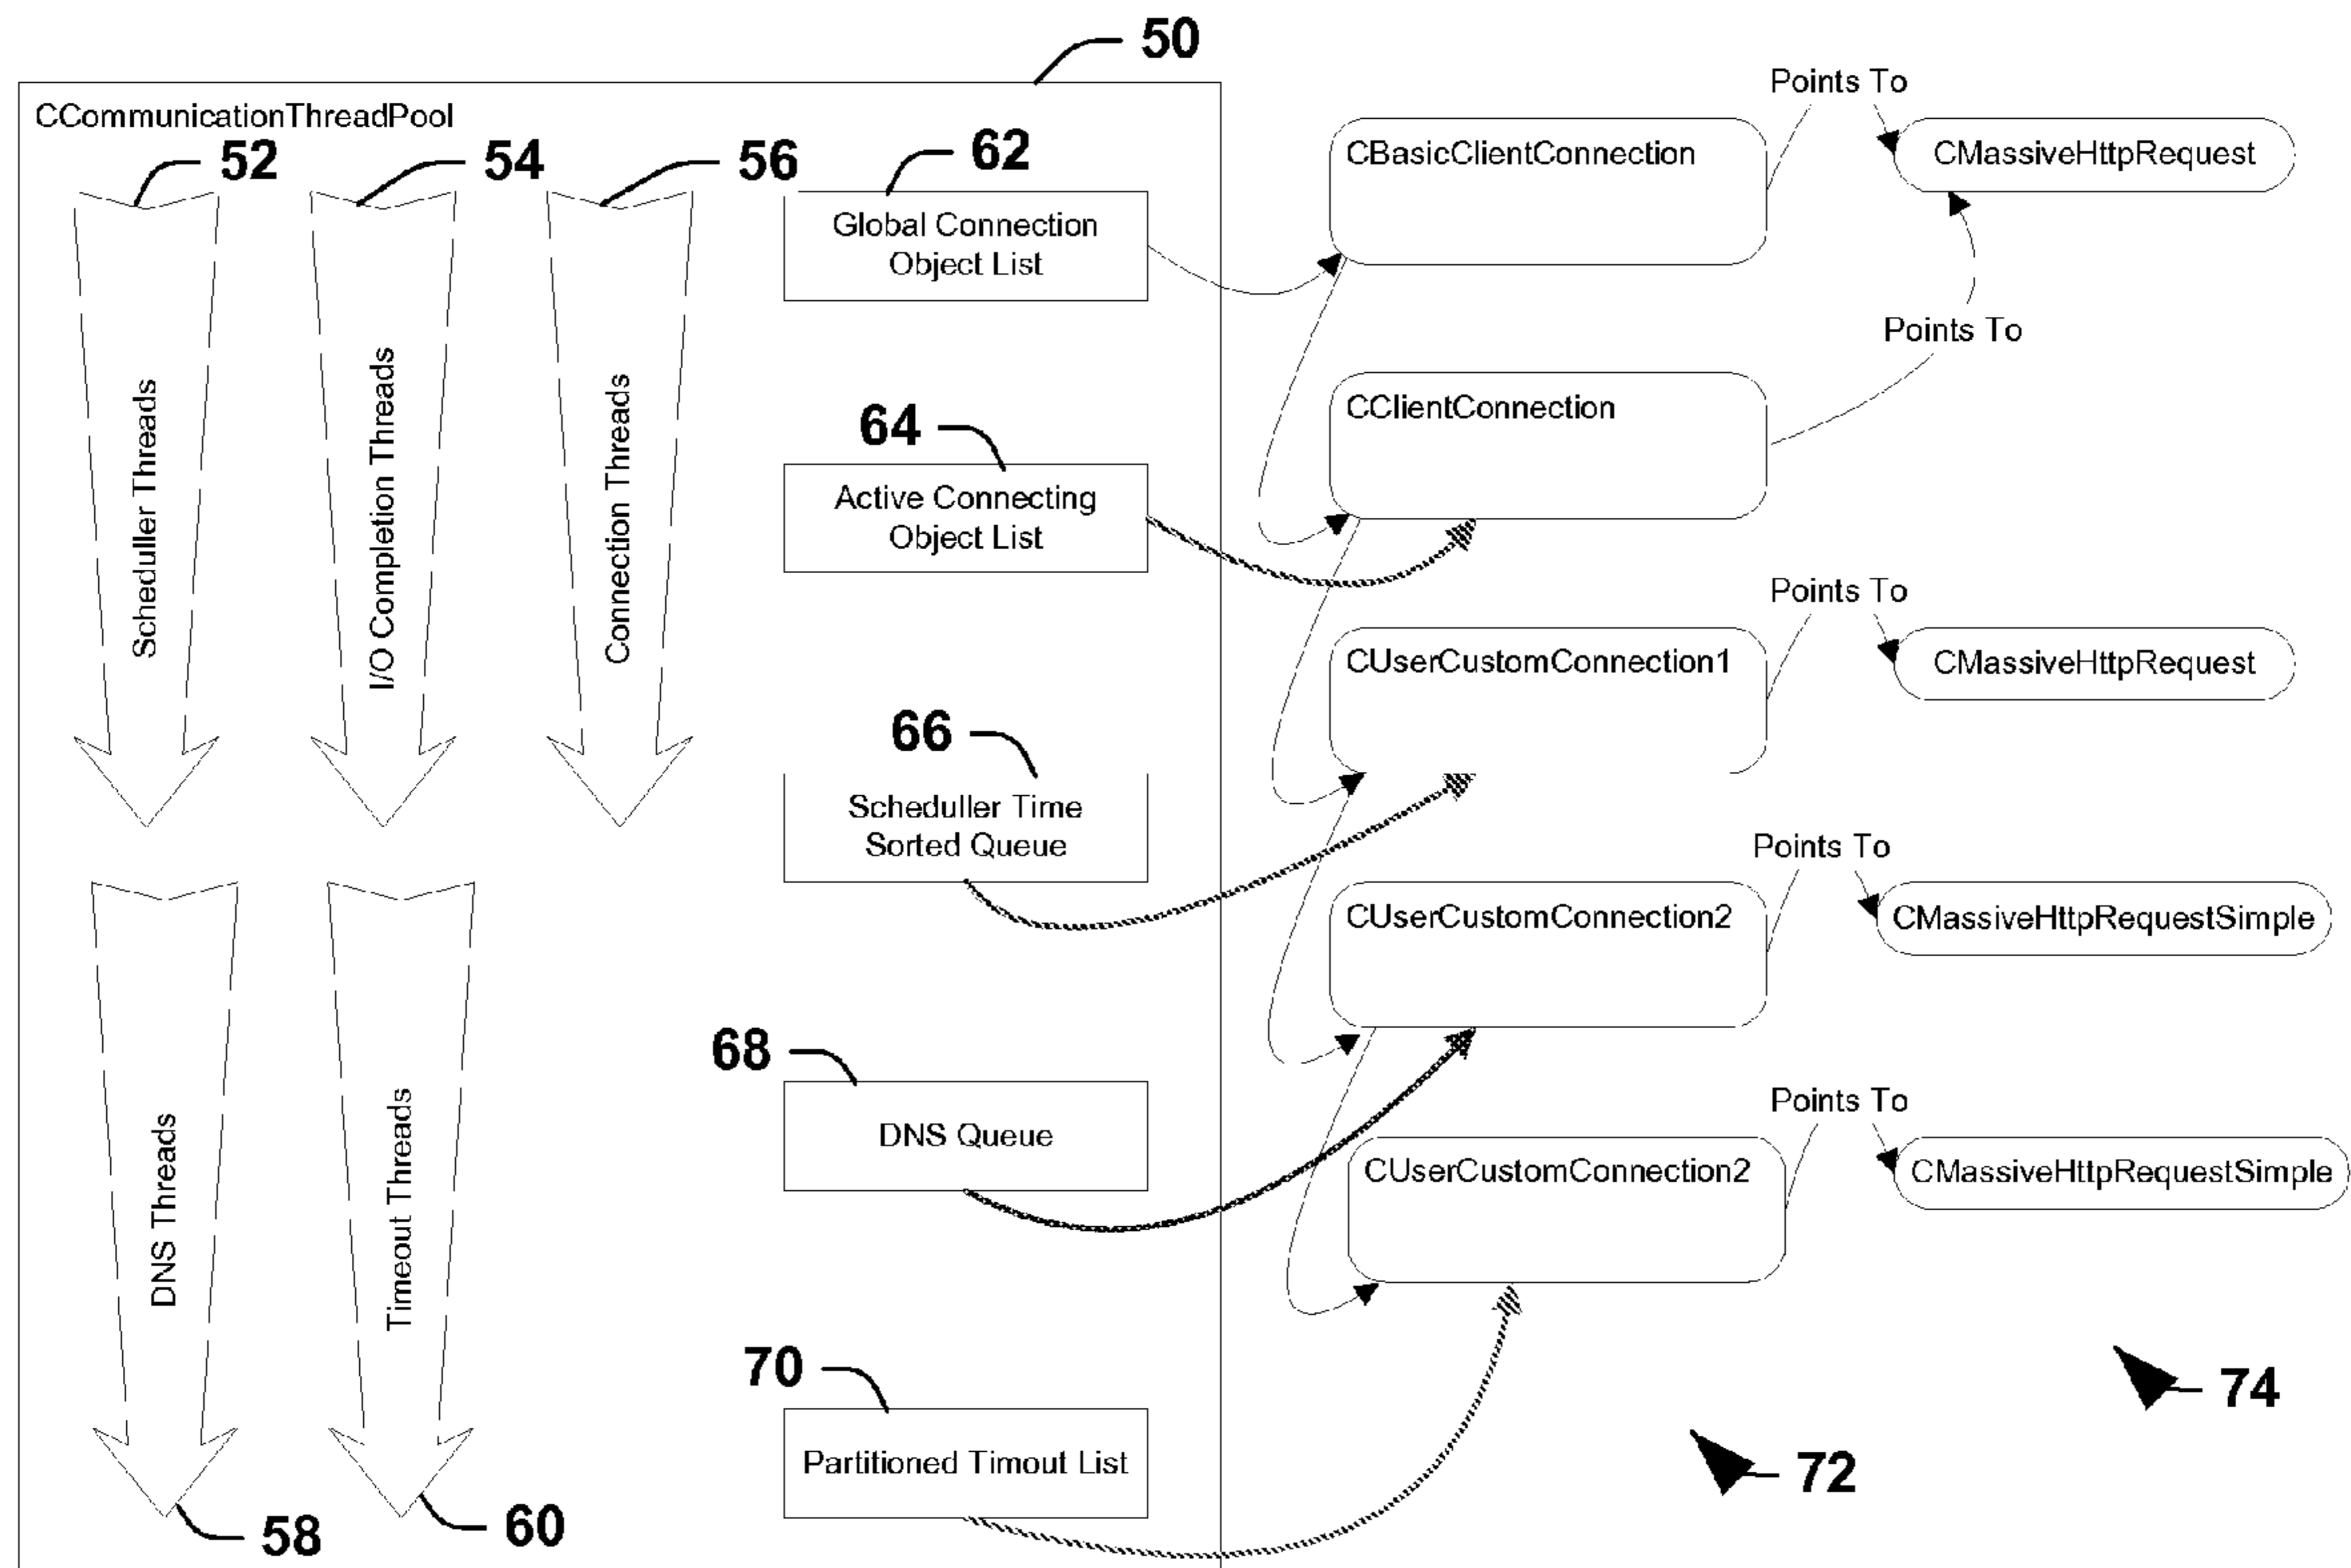 50
CCommunicationThreadPool
52
54
56
62
Global Connection
Object List
Scheduller Threads
I/O Completion Threads
Connection Threads
64
Active Connecting
Object List
66
Scheduller Time
Sorted Queue
68
DNS Queue
DNS Threads
Timeout Threads
70
Partitioned Timout List
58
60
CBasicClientConnection
Points To
CMassiveHttpRequest
Points To
CClientConnection
Points To
CUserCustomConnection1
CMassiveHttpRequest
Points To
CUserCustomConnection2
CMassiveHttpRequestSimple
Points To
CUserCustomConnection2
CMassiveHttpRequestSimple
74
72